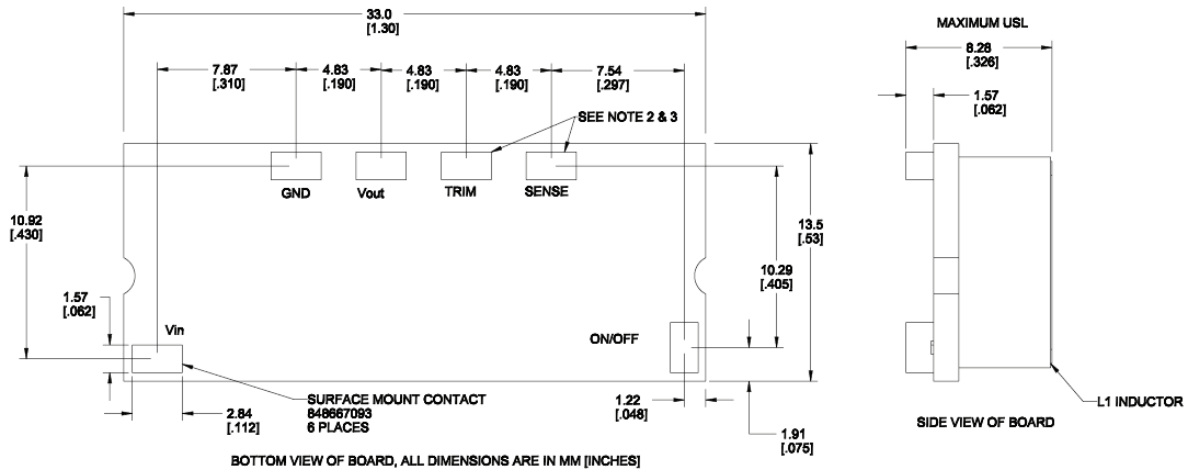 33.0
[1.30]
MAXIMUM USL
8.28
[.326]
7.87
[.310]
4.83
[.190]
4.83
[.190]
4.83
[.190]
7.54
[.297]
1.57
[.062]
SEE NOTE 2 & 3
GND
Vout
TRIM
SENSE
10.92
[.430]
13.5
[.53]
10.29
[.405]
1.57
[.062]
Vin
ON/OFF
SURFACE MOUNT CONTACT
848667093
6 PLACES
2.84
[.112]
1.22
[.048]
1.91
[.075]
L1 INDUCTOR
SIDE VIEW OF BOARD
BOTTOM VIEW OF BOARD, ALL DIMENSIONS ARE IN MM [INCHES]